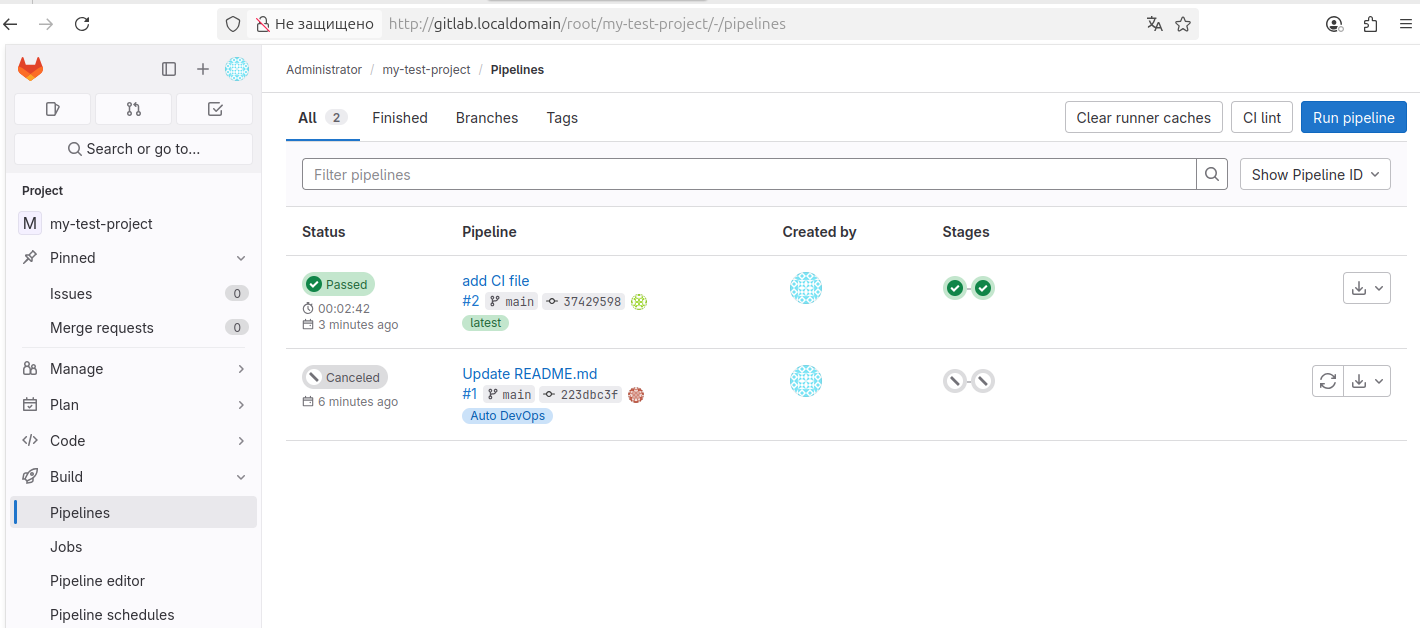 Не защищено http://gitlab.localdomain/root/my-test-project/-/pipelines
Administrator / my-test-project / Pipelines
All 2 Finished Branches Tags Clear runner caches CI lint Run pipeline
Search or go to...
Filter pipelines Show Pipeline ID
Project
M my-test-project
Pinned
Issues 0
Merge requests 0
Manage
Plan
Code
Build
Pipelines
Jobs
Pipeline editor
Pipeline schedules
Status Pipeline Created by Stages
Passed
00:02:42
3 minutes ago
add CI file
#2 main 37429598
latest
Canceled
6 minutes ago
Update README.md
#1 main 223dbc3f
Auto DevOps